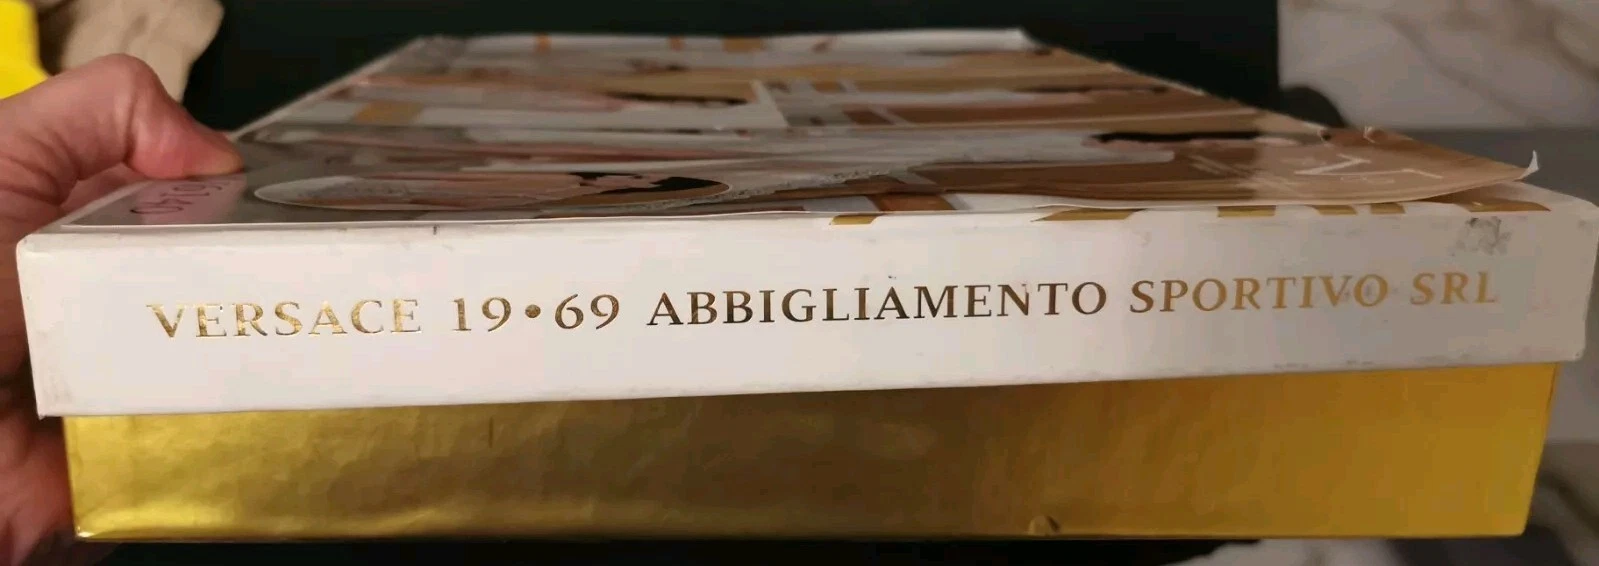 VERSACE 19•69 ABBIGLIAMENTO SPORTIVO SRL